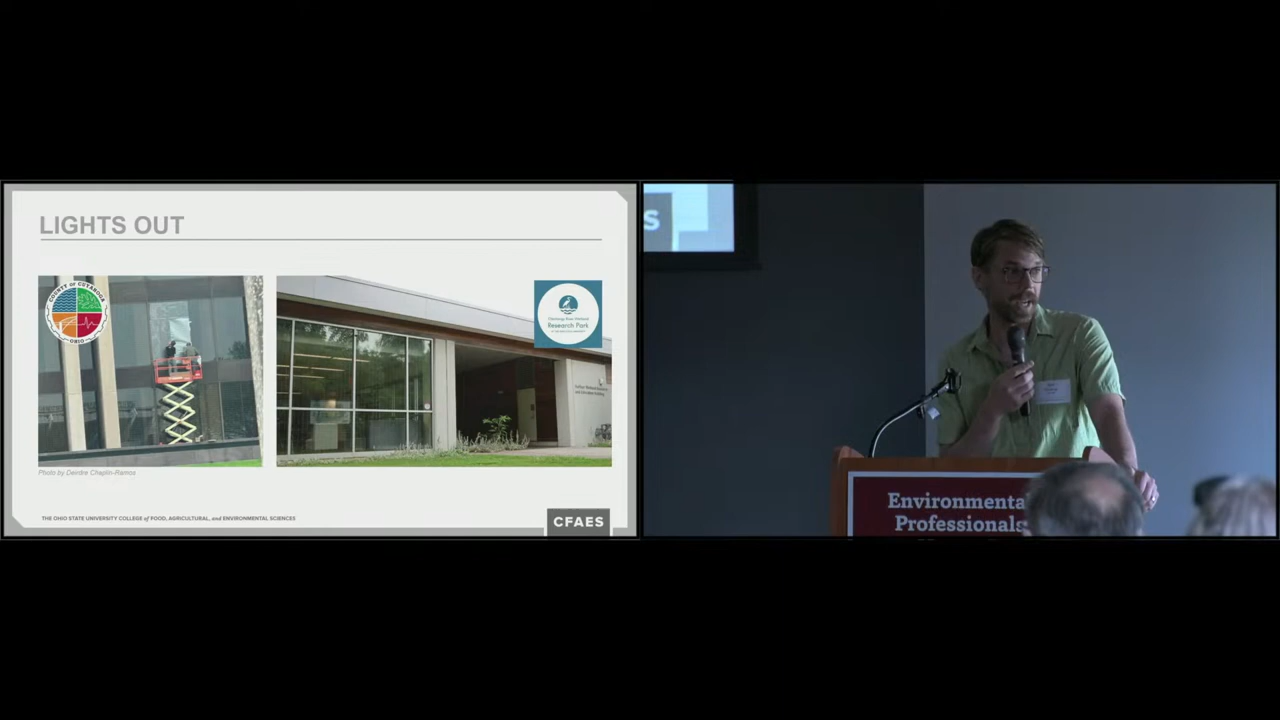 LIGHTS OUT
COUNTY OF CUYAHOGA
OHIO
Research Park
Photo by Deirdre Chaplin-Ramos
THE OHIO STATE UNIVERSITY COLLEGE of FOOD, AGRICULTURAL, and ENVIRONMENTAL SCIENCES
CFAES
S
Environmental
Professionals